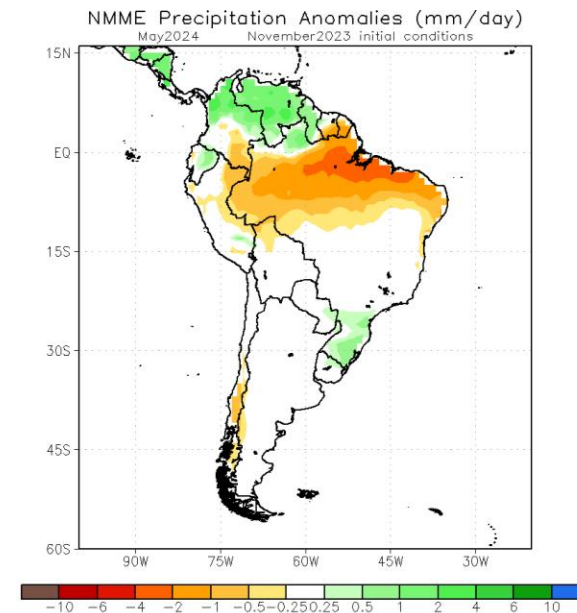 NMME Precipitation Anomalies (mm/day)
May2024 November2023 initial conditions
15N
EQ
15S
30S
45S
60S
90W 75W 60W 45W 30W
-10 -6 -4 -2 -1 -0.5 -0.25 0.25 0.5 1 2 4 6 10